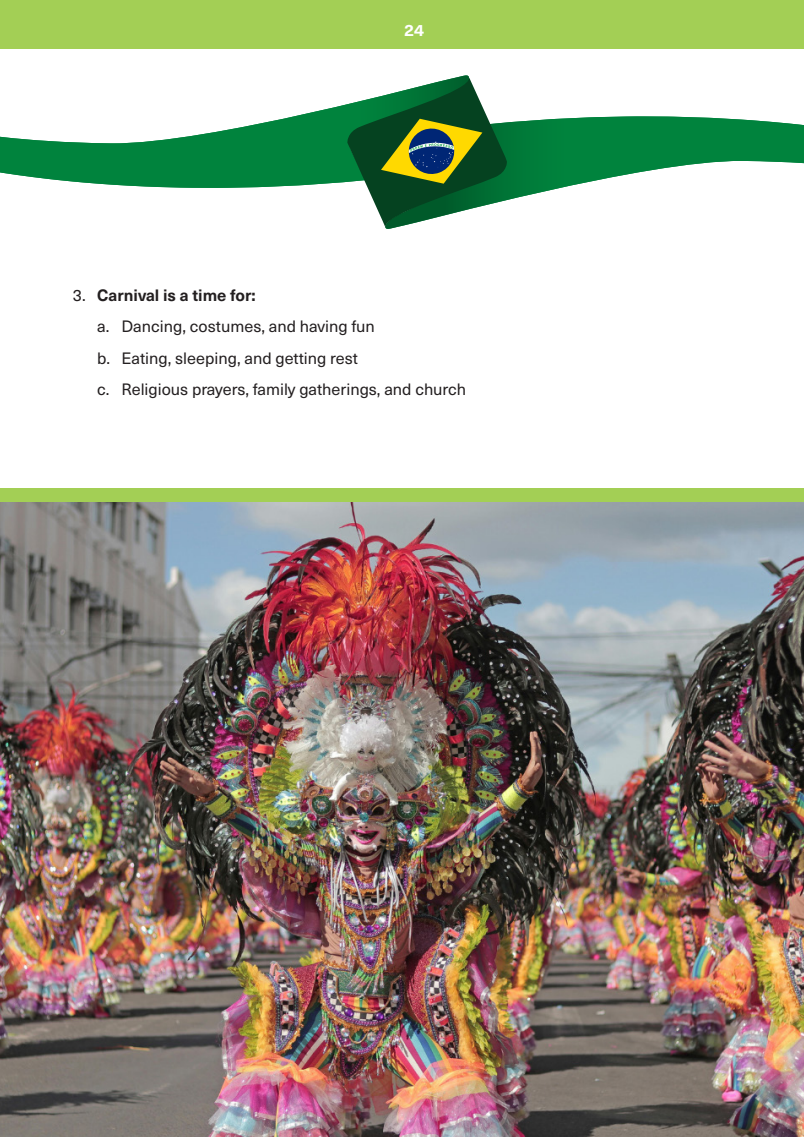 24
3. Carnival is a time for:
a. Dancing, costumes, and having fun
b. Eating, sleeping, and getting rest
c. Religious prayers, family gatherings, and church